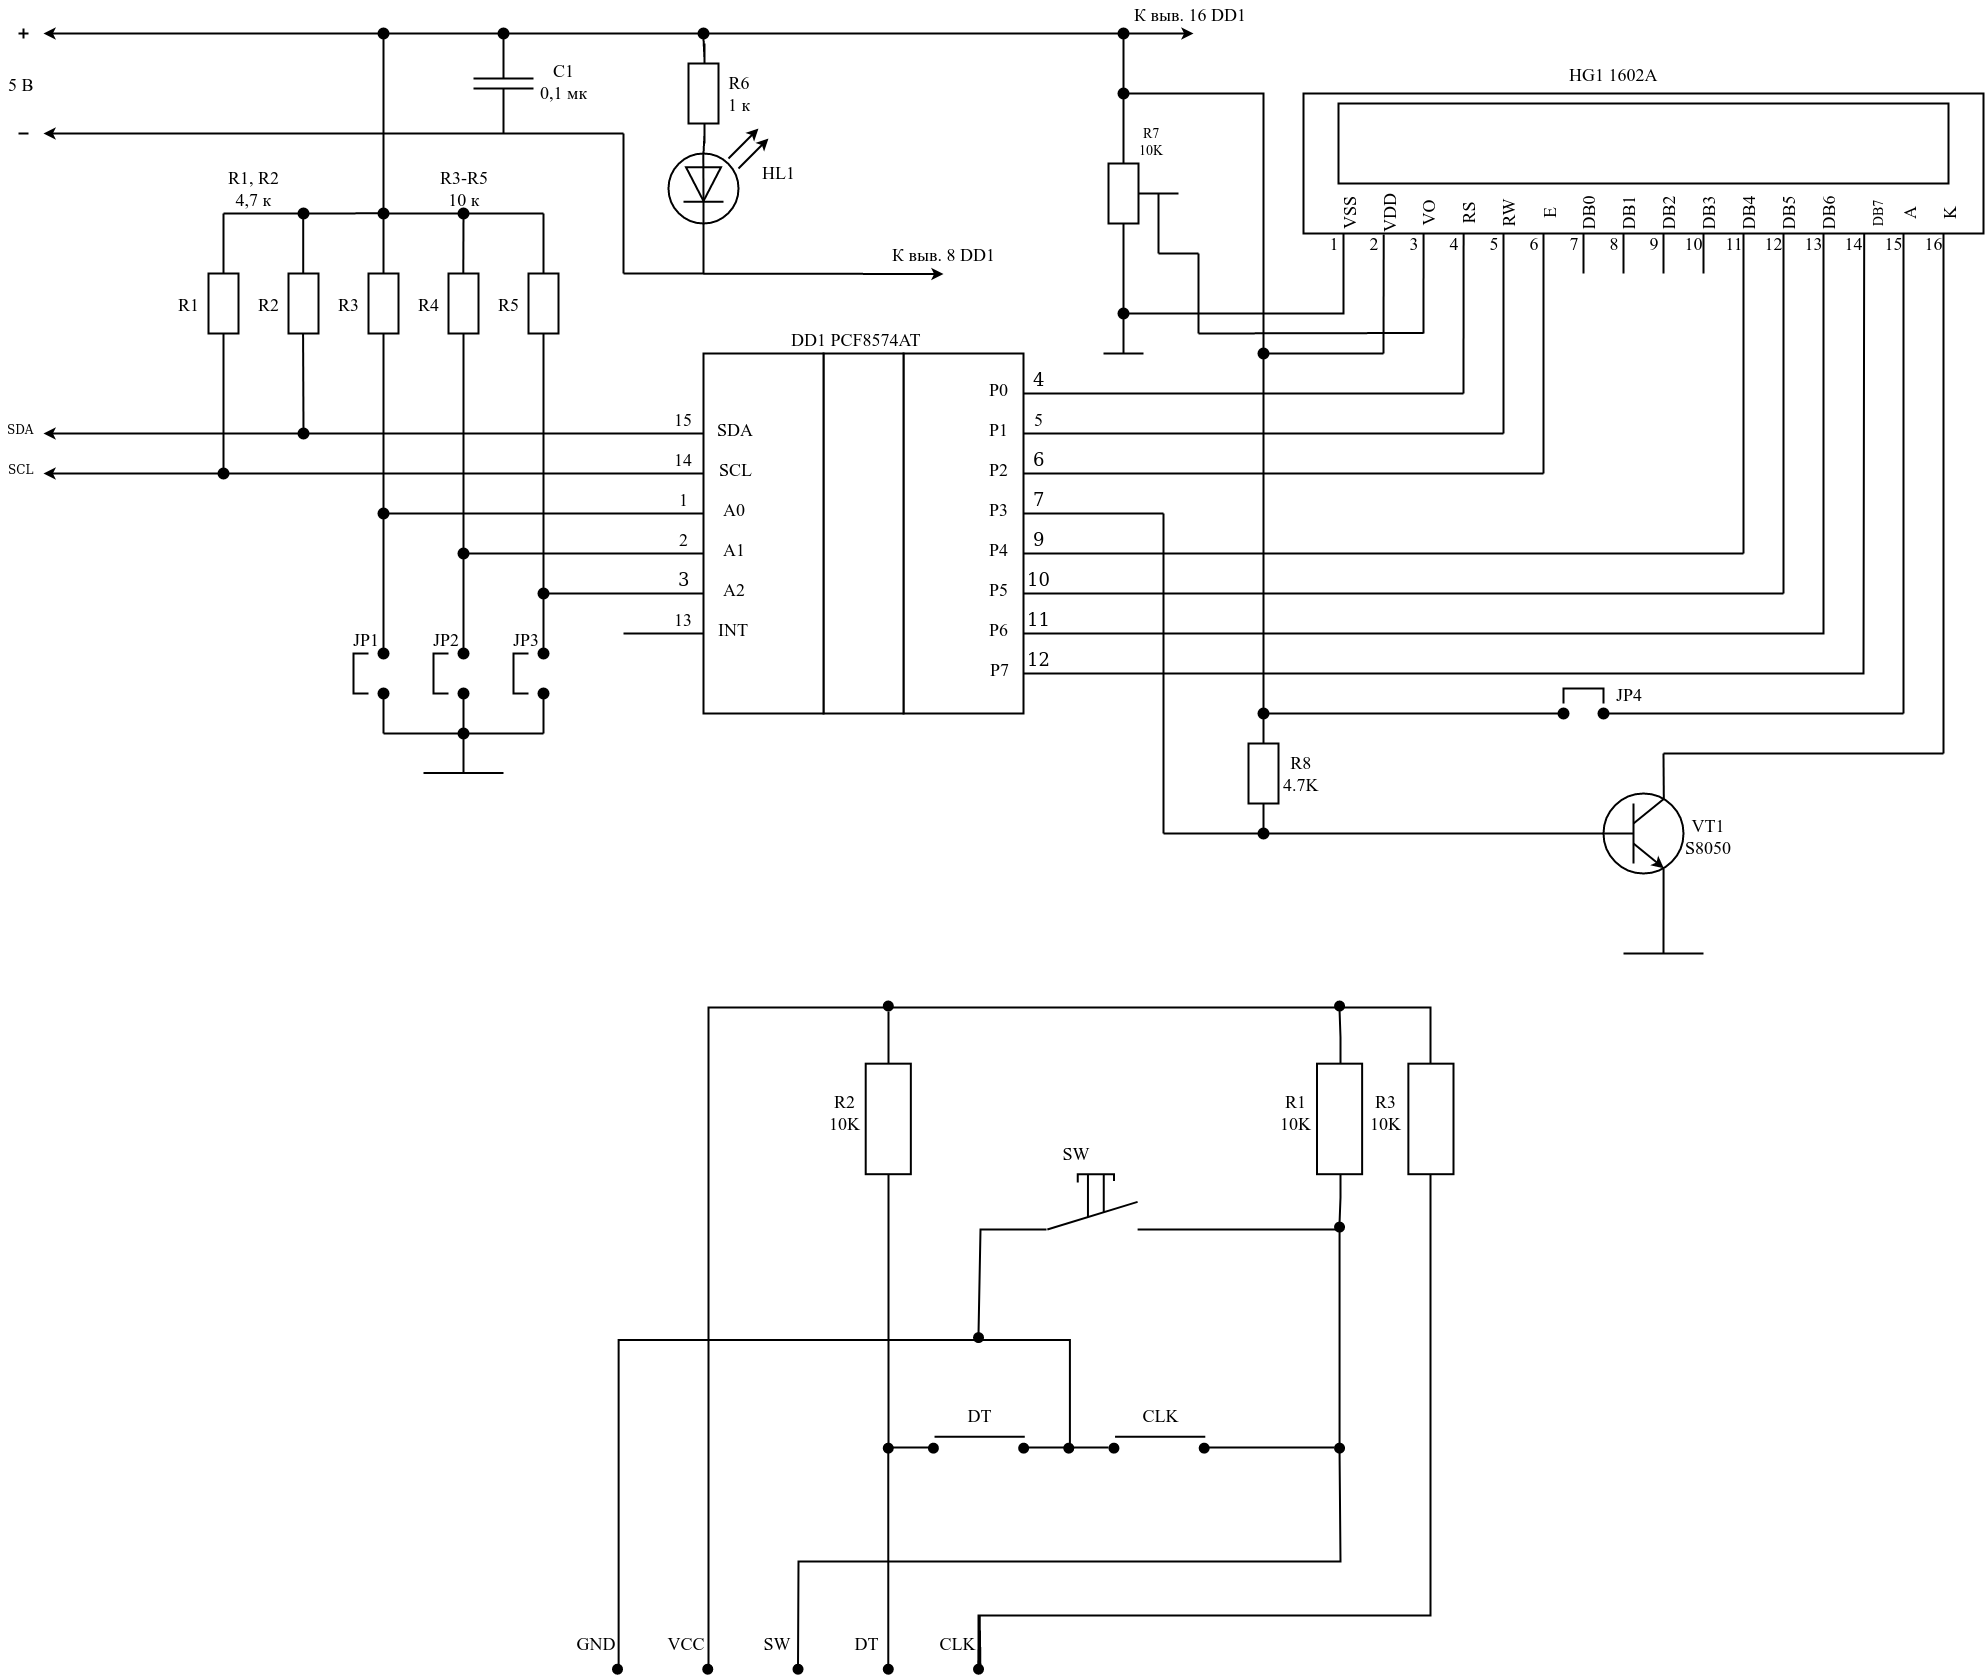 К выв. 16 DD1
+
5 В
−
C1
0,1 мк
R6
1 к
HL1
R7
10K
HG1 1602A
VSS VDD VO RS RW E DB0 DB1 DB2 DB3 DB4 DB5 DB6 DB7 A K
1 2 3 4 5 6 7 8 9 10 11 12 13 14 15 16
R1, R2
4,7 к
R3-R5
10 к
К выв. 8 DD1
R1 R2 R3 R4 R5
DD1 PCF8574AT
P0 4
SDA 15 SDA P1 5
SCL 14 SCL P2 6
1 A0 P3 7
2 A1 P4 9
3 A2 P5 10
13 INT P6 11
JP1 JP2 JP3 P7 12
JP4
R8
4.7K
VT1
S8050
R2
10K
R1
10K
R3
10K
SW
DT CLK
GND VCC SW DT CLK